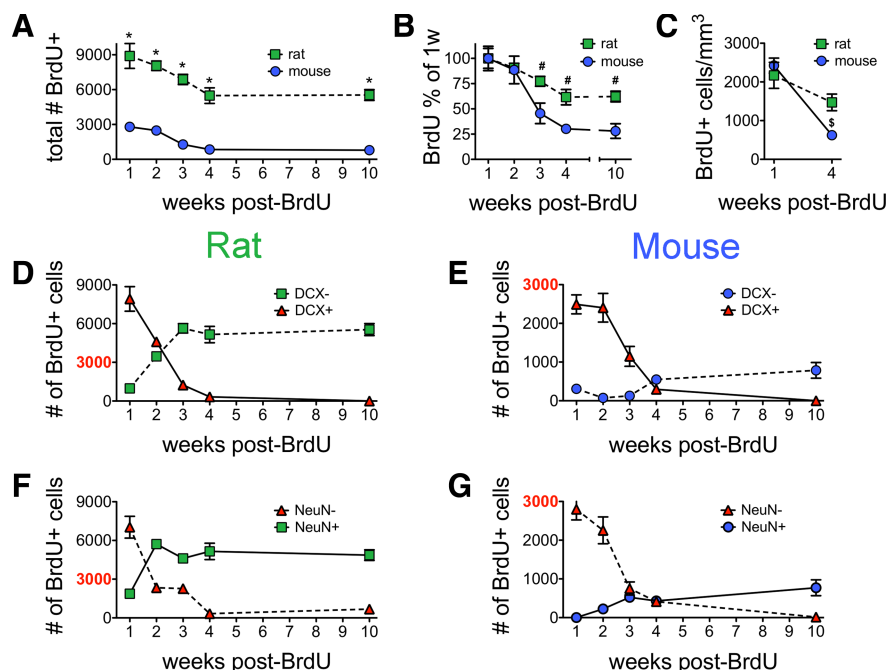 A
total # BrdU+
9000
6000
3000
0
* * * * *
rat
mouse
1 2 3 4 5 6 7 8 9 10
weeks post-BrdU
B
BrdU % of 1w
100
75
50
25
0
# # #
rat
mouse
1 2 3 4 10
weeks post-BrdU
C
BrdU+ cells/mm³
3000
2000
1000
0
$
rat
mouse
1 4
weeks post-BrdU
Rat
Mouse
D
# of BrdU+ cells
9000
6000
3000
0
DCX-
DCX+
1 2 3 4 5 6 7 8 9 10
weeks post-BrdU
E
# of BrdU+ cells
3000
2000
1000
0
DCX-
DCX+
1 2 3 4 5 6 7 8 9 10
weeks post-BrdU
F
# of BrdU+ cells
9000
6000
3000
0
NeuN-
NeuN+
1 2 3 4 5 6 7 8 9 10
weeks post-BrdU
G
# of BrdU+ cells
3000
2000
1000
0
NeuN-
NeuN+
1 2 3 4 5 6 7 8 9 10
weeks post-BrdU